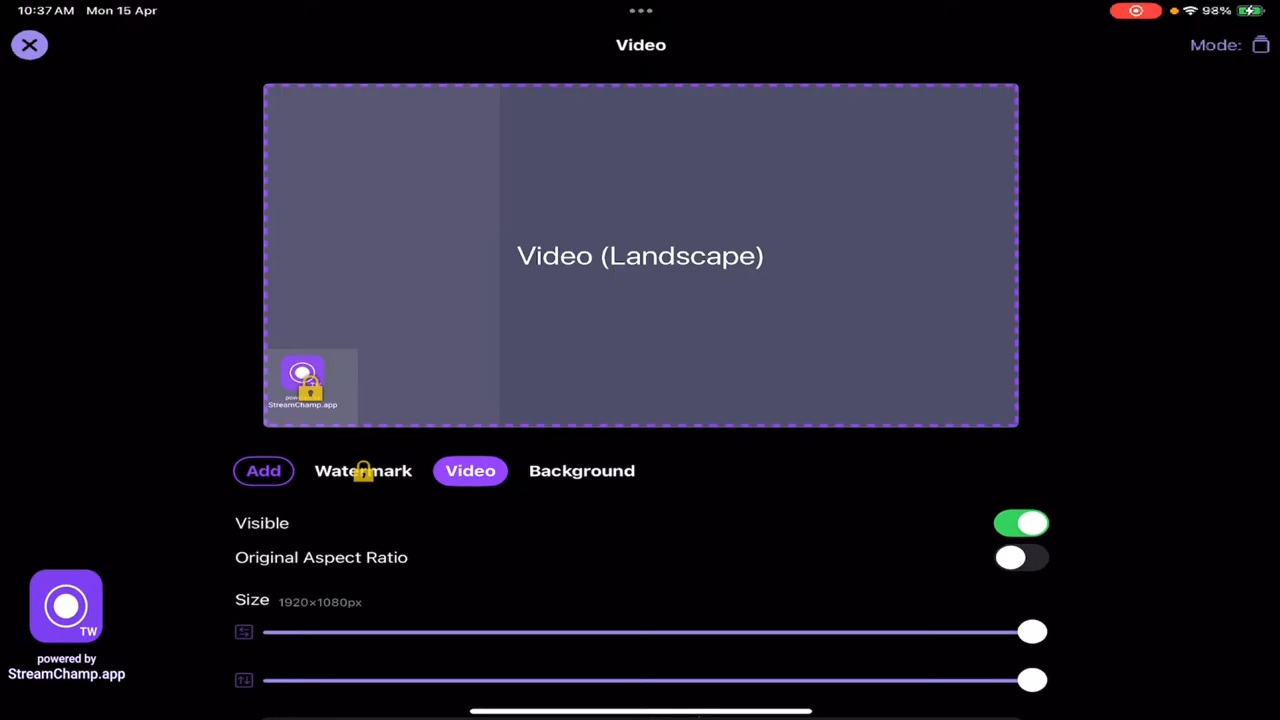 10:37 AM Mon 15 Apr
98%
Video
Mode:
Video (Landscape)
StreamChamp.app
Add
Watermark
Video
Background
Visible
Original Aspect Ratio
Size 1920×1080px
TW
powered by
StreamChamp.app